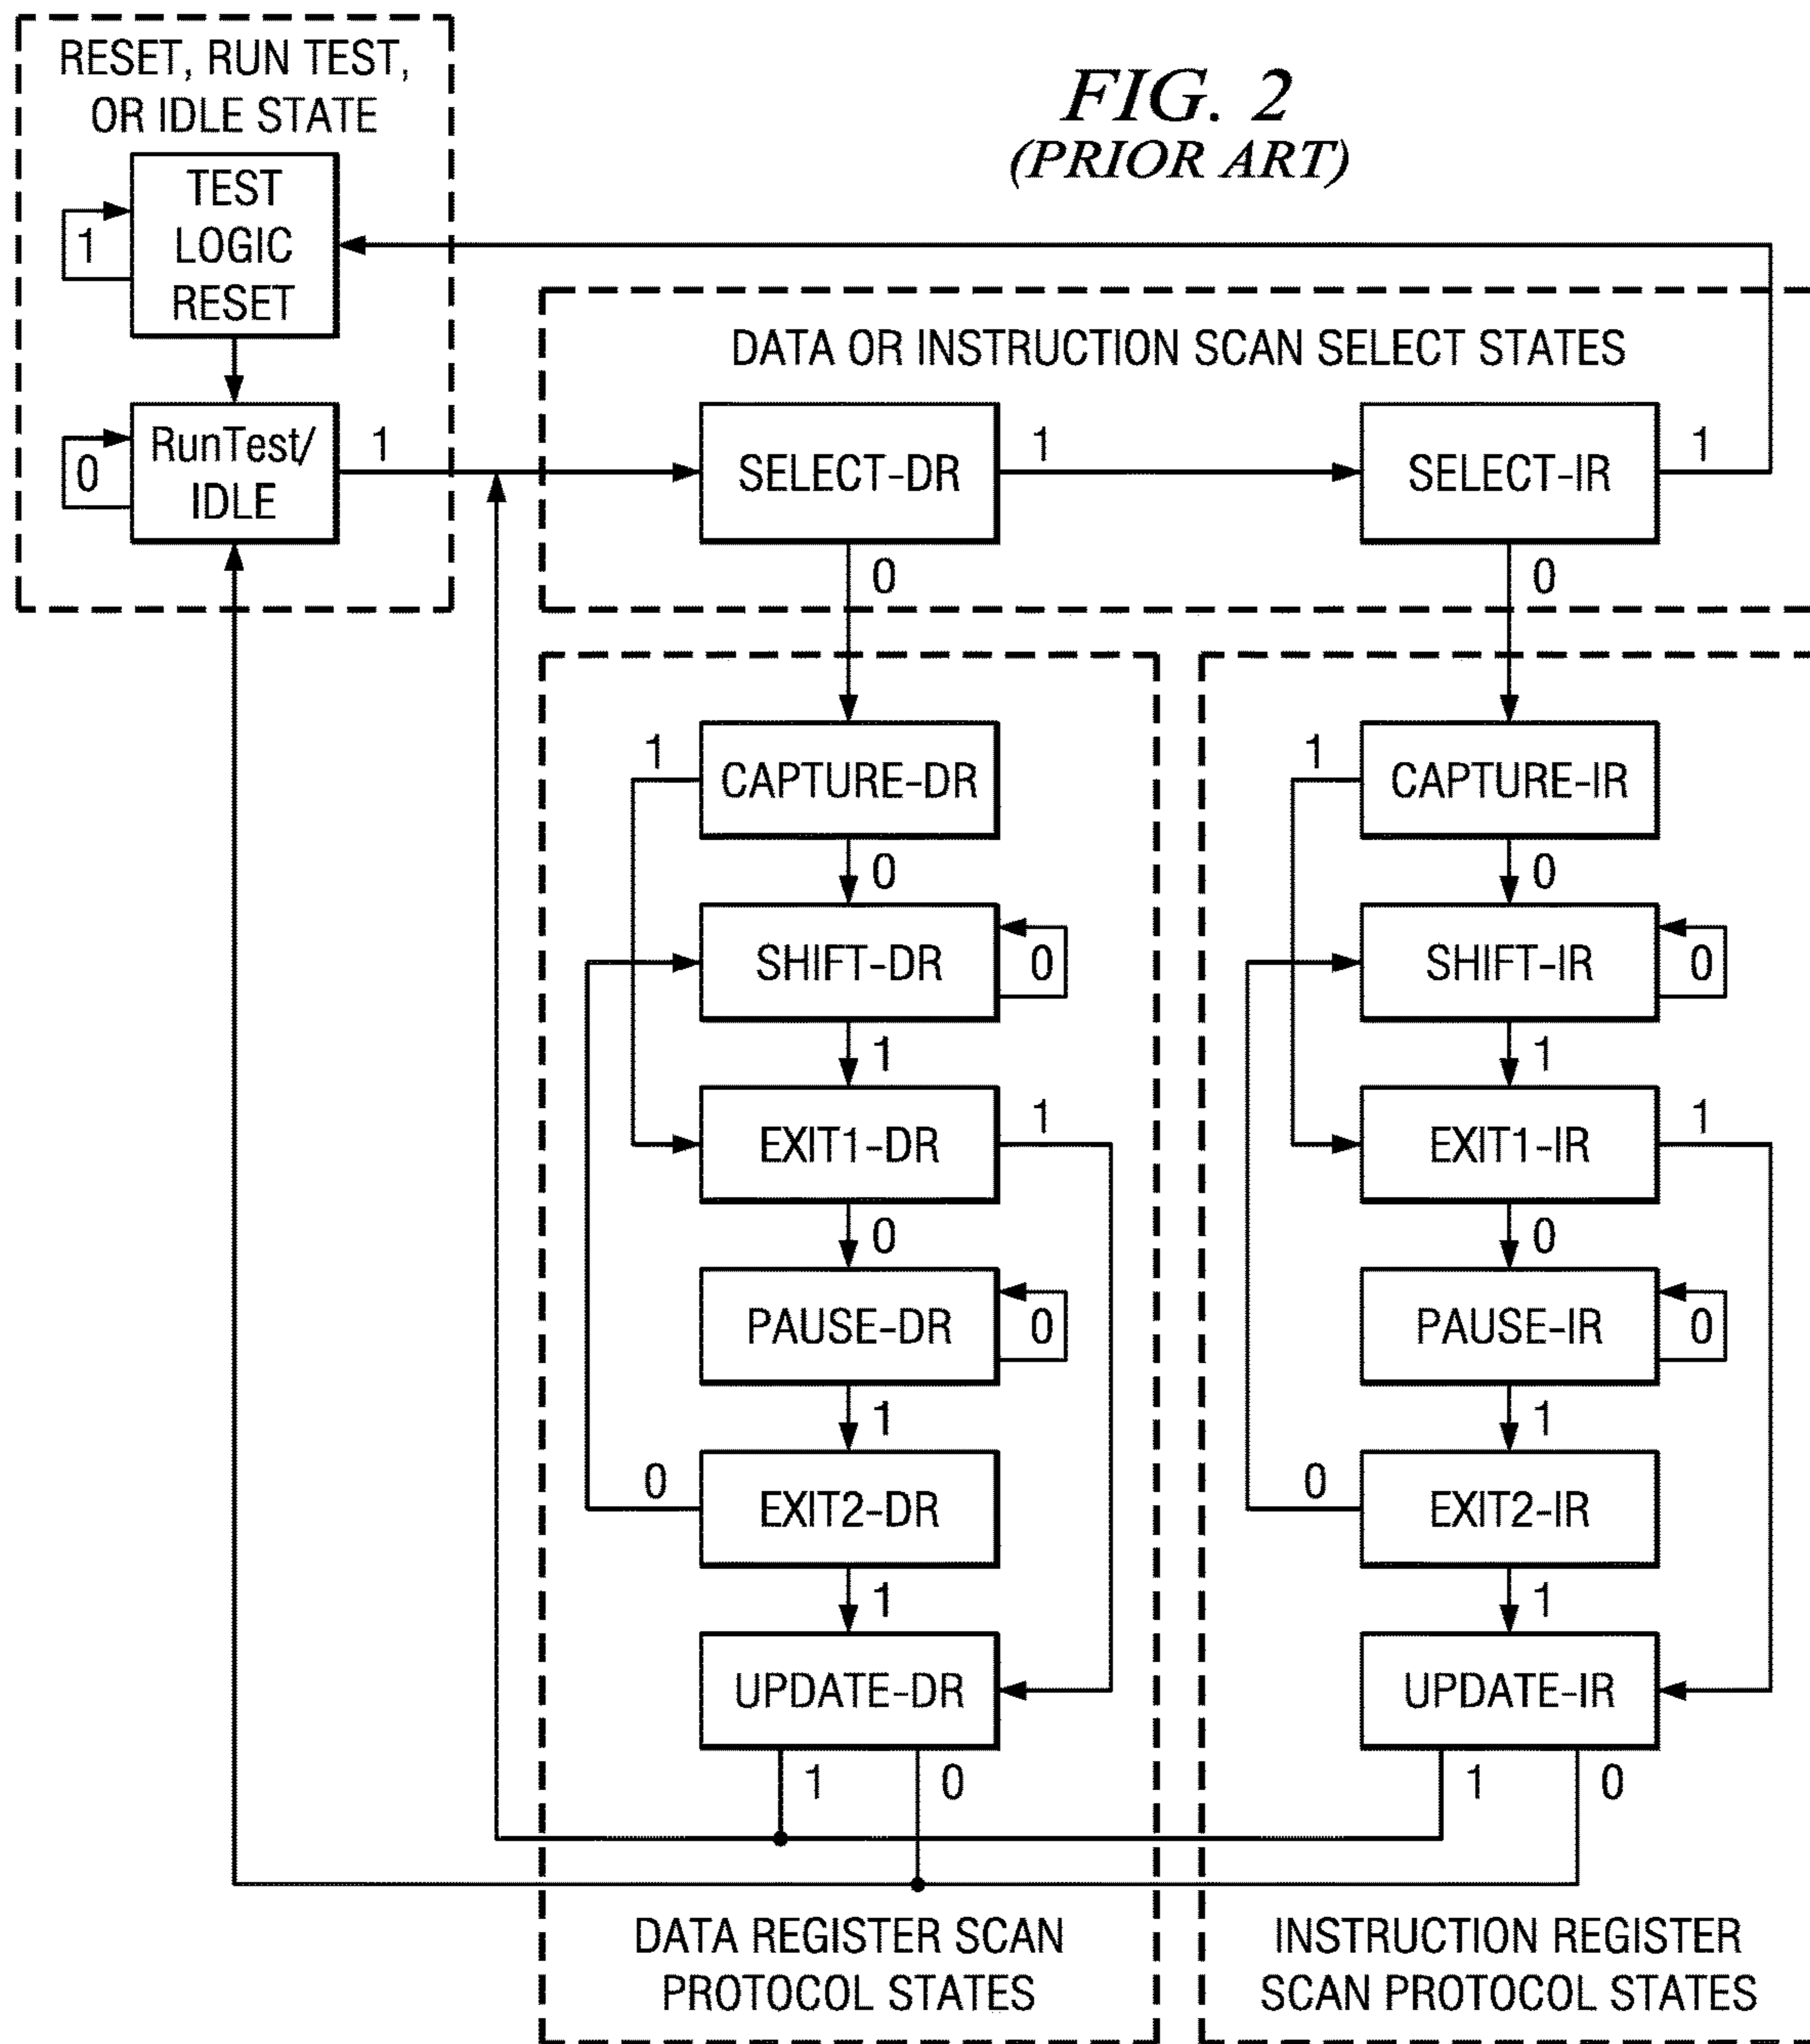 RESET, RUN TEST,
OR IDLE STATE
FIG. 2
(PRIOR ART)
TEST
LOGIC
RESET
1
DATA OR INSTRUCTION SCAN SELECT STATES
RunTest/
IDLE
0
1
SELECT-DR
1
SELECT-IR
1
0
0
1
CAPTURE-DR
1
CAPTURE-IR
0
0
SHIFT-DR
0
SHIFT-IR
0
1
1
EXIT1-DR
1
EXIT1-IR
1
0
0
PAUSE-DR
0
PAUSE-IR
0
1
1
0
EXIT2-DR
0
EXIT2-IR
1
1
UPDATE-DR
UPDATE-IR
1
0
1
0
DATA REGISTER SCAN
PROTOCOL STATES
INSTRUCTION REGISTER
SCAN PROTOCOL STATES